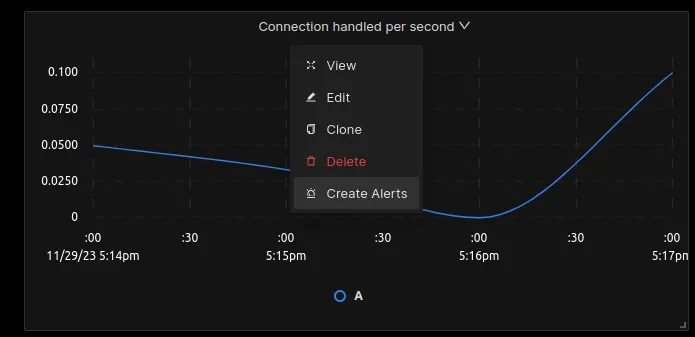 Connection handled per second
View
Edit
Clone
Delete
Create Alerts
0.100
0.0750
0.0500
0.0250
0
:00 :30 :00 :30 :00 :30 :00
11/29/23 5:14pm 5:15pm 5:16pm 5:17pm
A